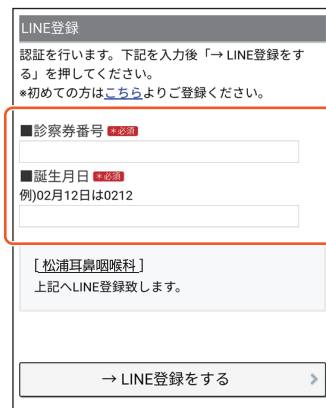 LINE登録
認証を行います。下記を入力後「→ LINE登録をす
る」を押してください。
*初めての方はこちらよりご登録ください。
■診察券番号 *必須
■誕生月日 *必須
例)02月12日は0212
[ 松浦耳鼻咽喉科 ]
上記へLINE登録致します。
→ LINE登録をする